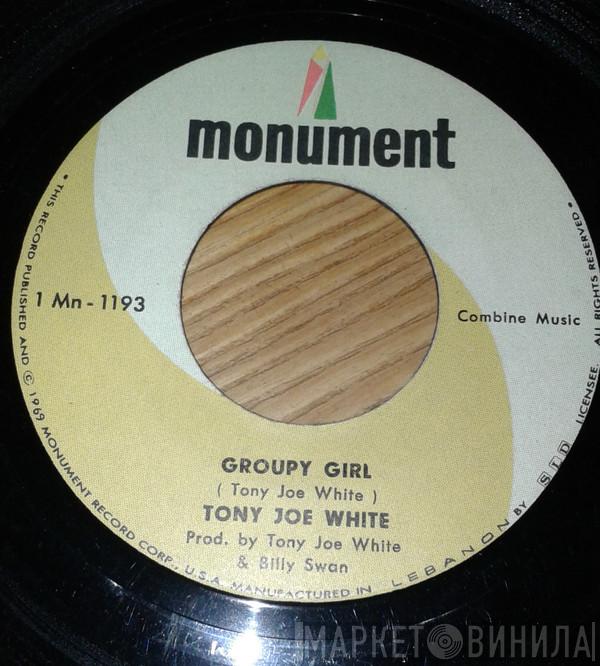 monument
1 Mn - 1193
Combine Music
GROUPY GIRL
( Tony Joe White )
TONY JOE WHITE
Prod. by Tony Joe White
& Billy Swan
• THIS RECORD PUBLISHED AND © 1969 MONUMENT RECORD CORP., U.S.A. MANUFACTURED IN LEBANON BY SID LICENSEE. ALL RIGHTS RESERVED •
МАРКЕТ ВИНИЛА